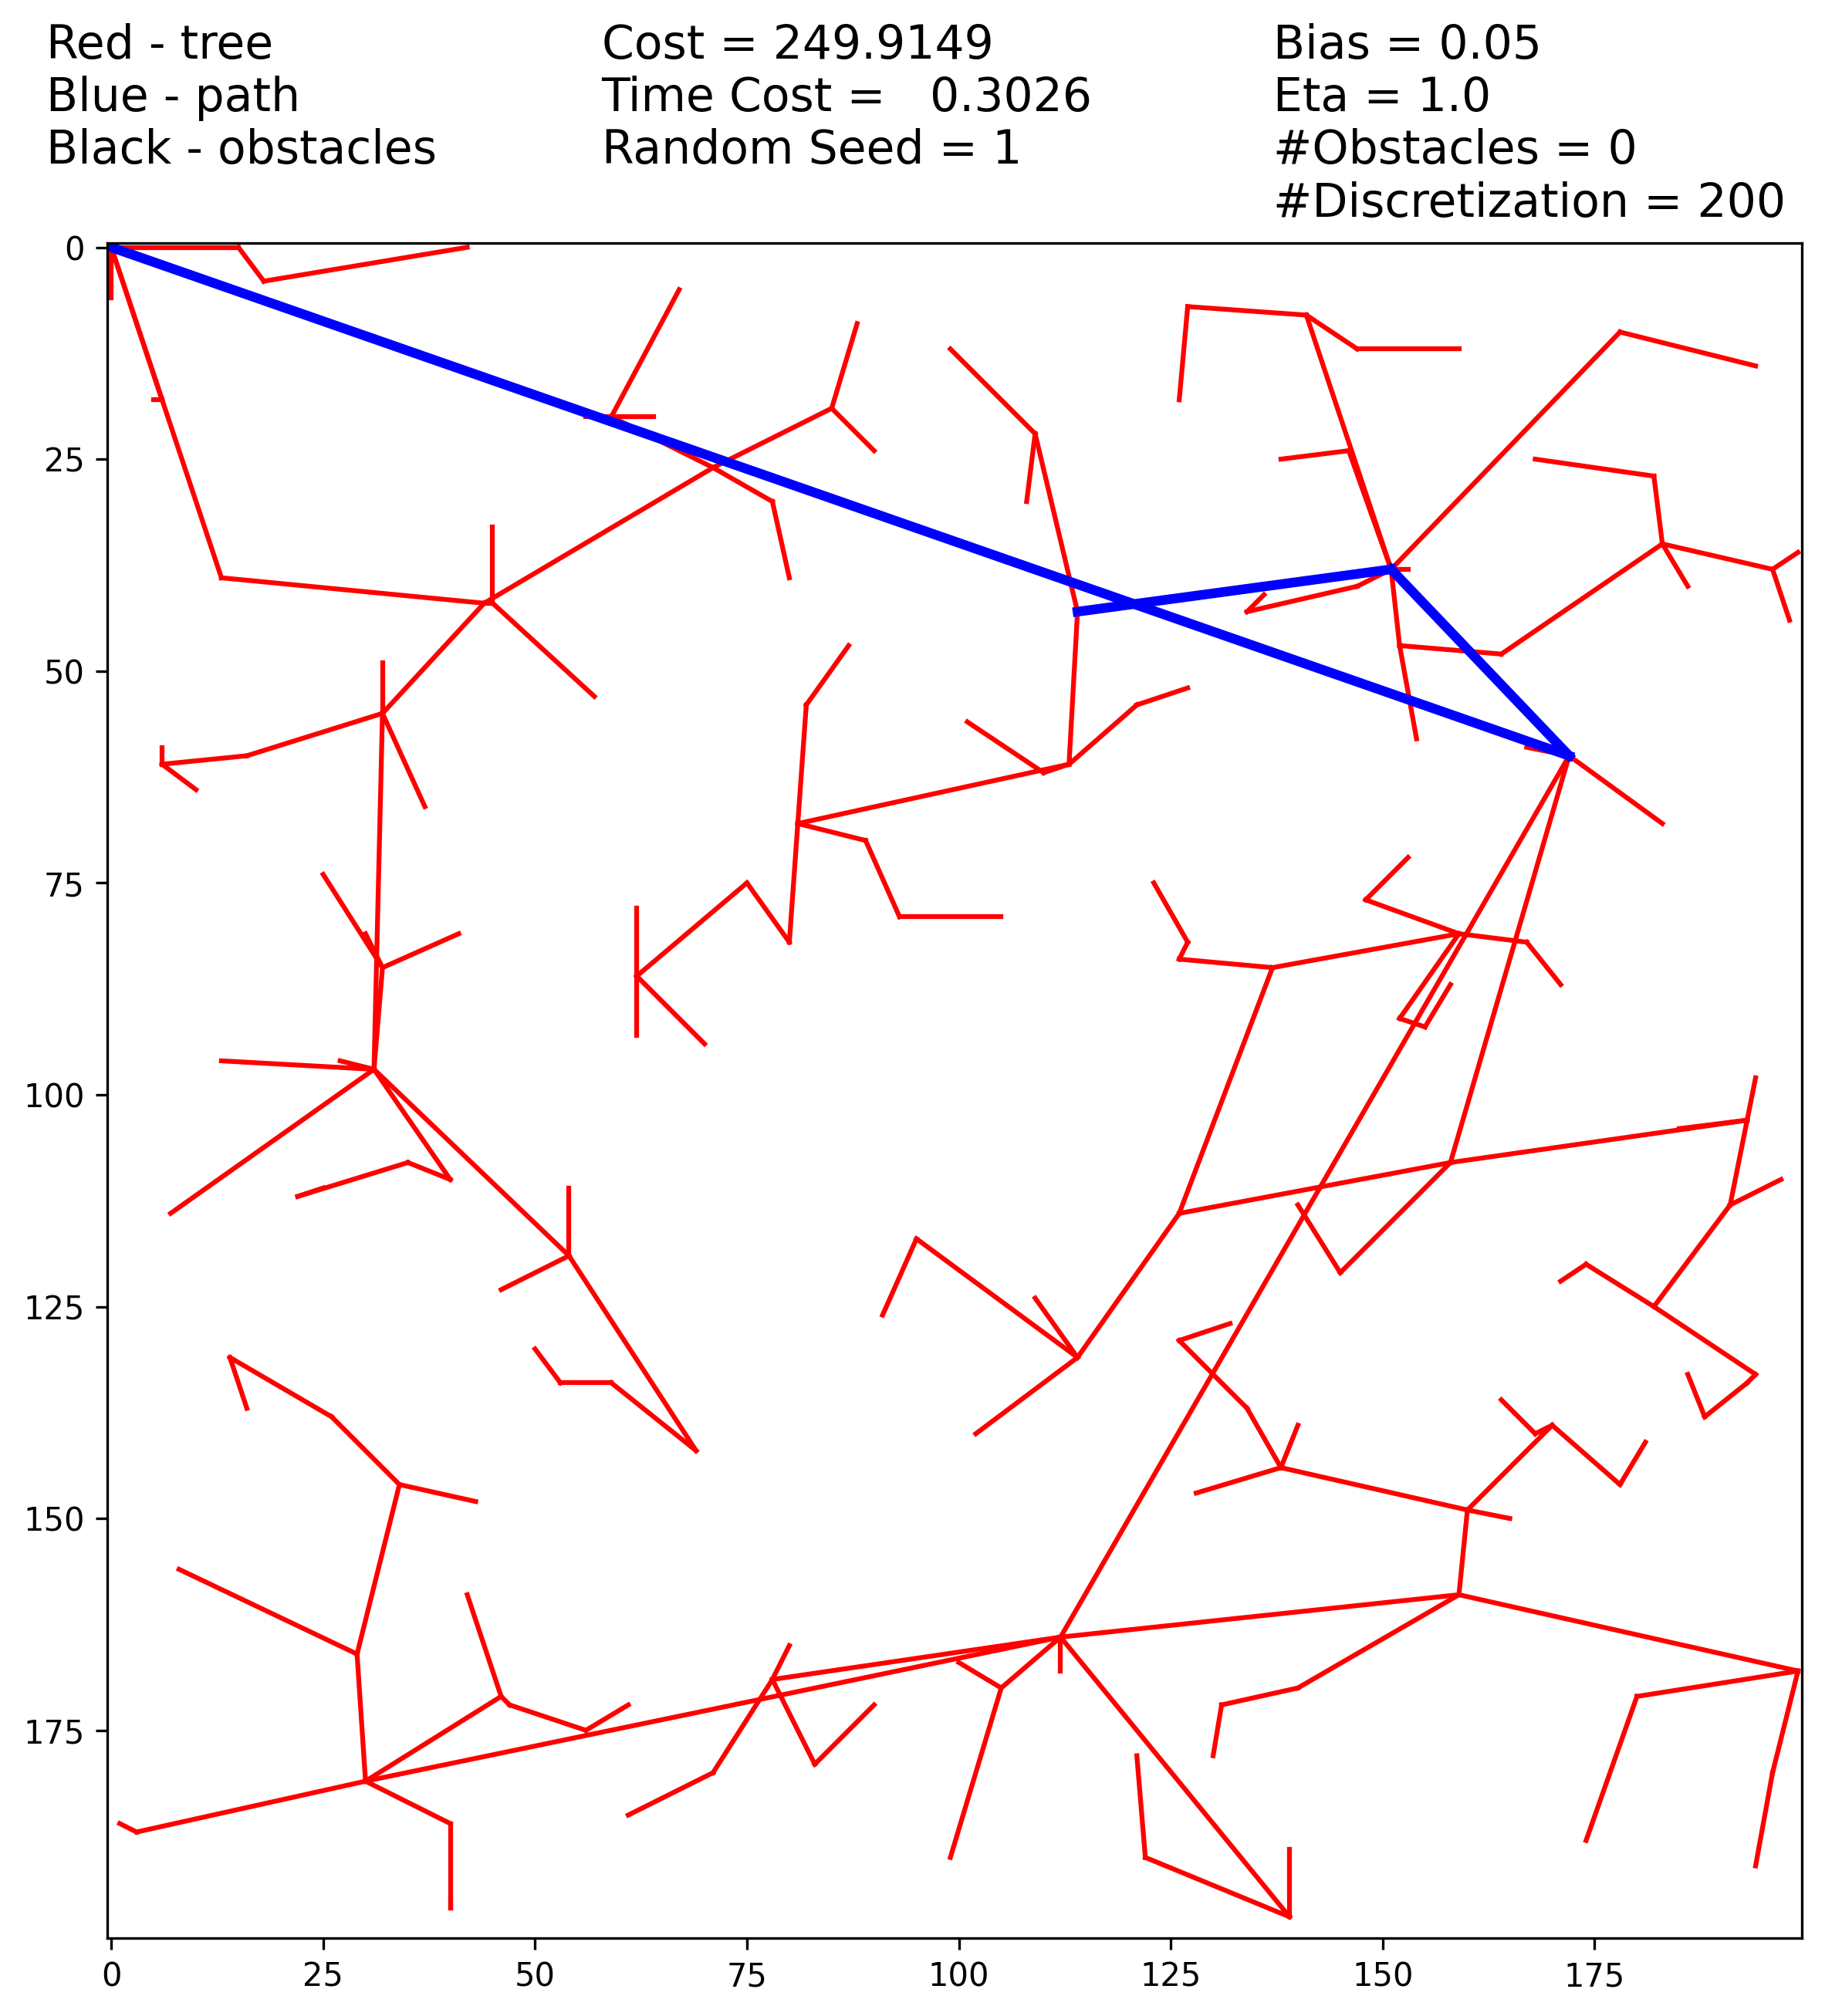 Red - tree
Blue - path
Black - obstacles
Cost = 249.9149
Time Cost = 0.3026
Random Seed = 1
Bias = 0.05
Eta = 1.0
#Obstacles = 0
#Discretization = 200
0
25
50
75
100
125
150
175
0 25 50 75 100 125 150 175